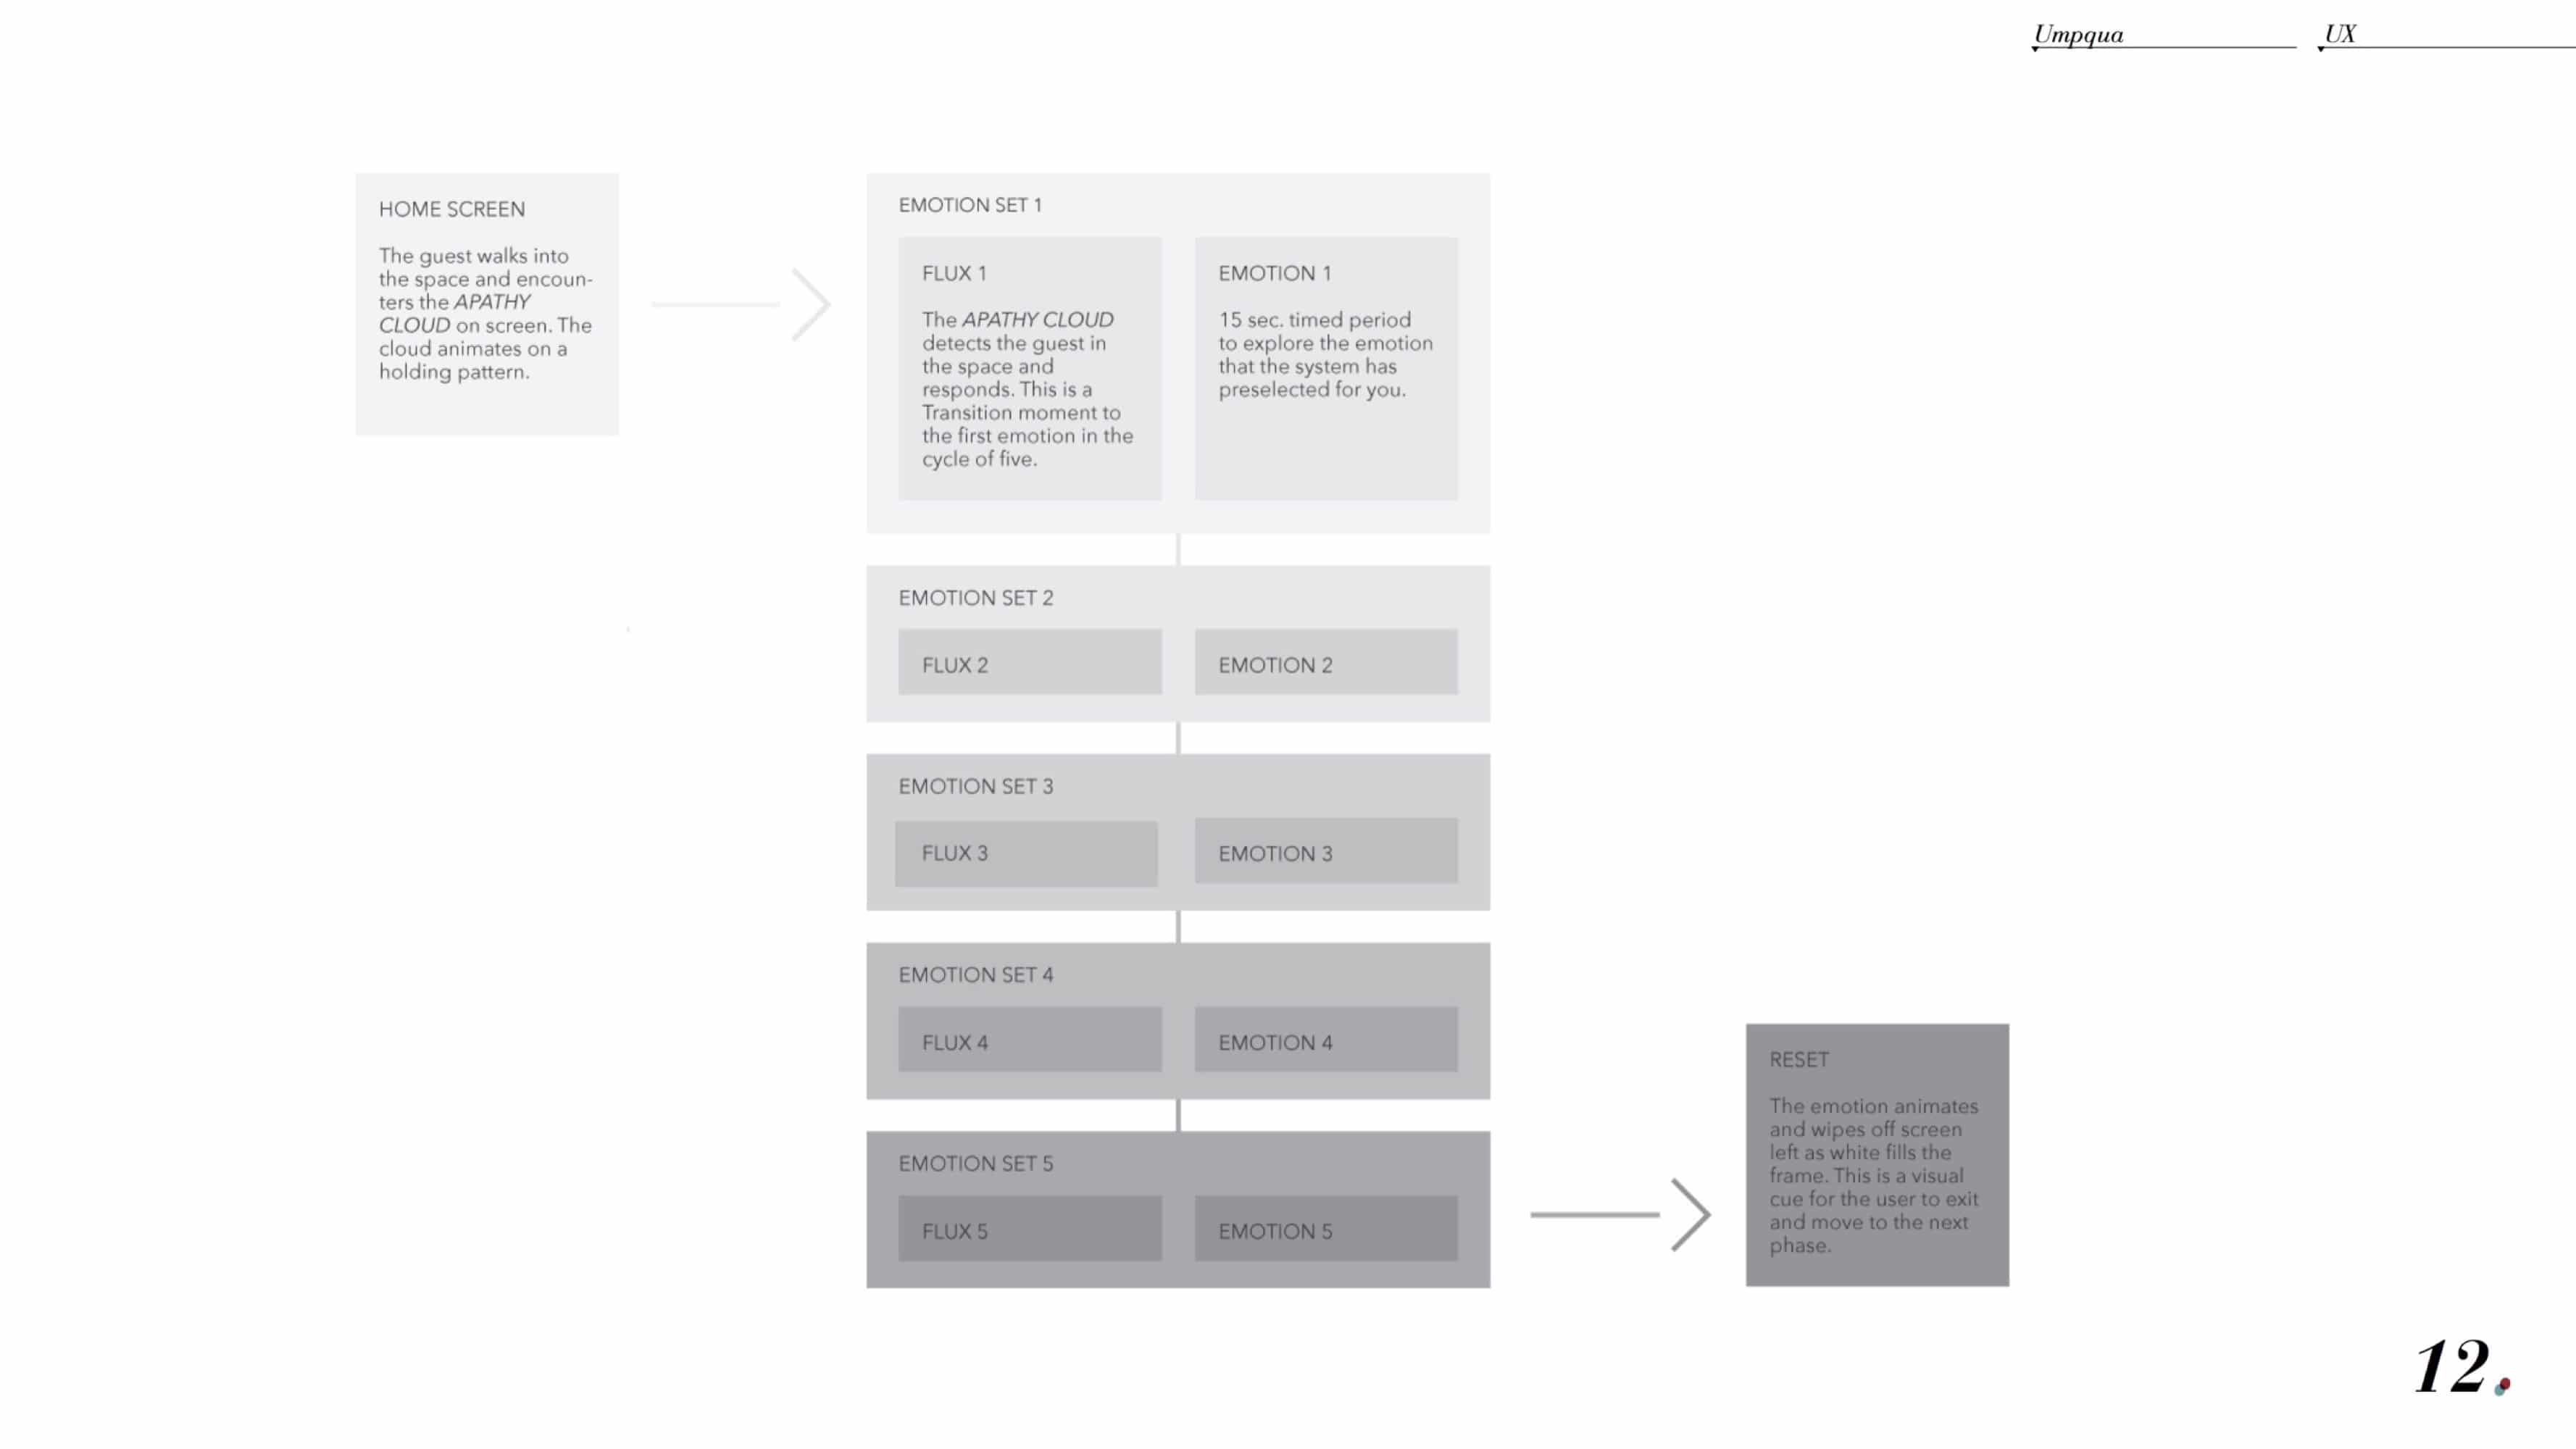 Umpqua
UX
HOME SCREEN
The guest walks into
the space and encoun-
ters the APATHY
CLOUD on screen. The
cloud animates on a
holding pattern.
EMOTION SET 1
FLUX 1
The APATHY CLOUD
detects the guest in
the space and
responds. This is a
Transition moment to
the first emotion in the
cycle of five.
EMOTION 1
15 sec. timed period
to explore the emotion
that the system has
preselected for you.
EMOTION SET 2
FLUX 2
EMOTION 2
EMOTION SET 3
FLUX 3
EMOTION 3
EMOTION SET 4
FLUX 4
EMOTION 4
EMOTION SET 5
FLUX 5
EMOTION 5
RESET
The emotion animates
and wipes off screen
left as white fills the
frame. This is a visual
cue for the user to exit
and move to the next
phase.
12.